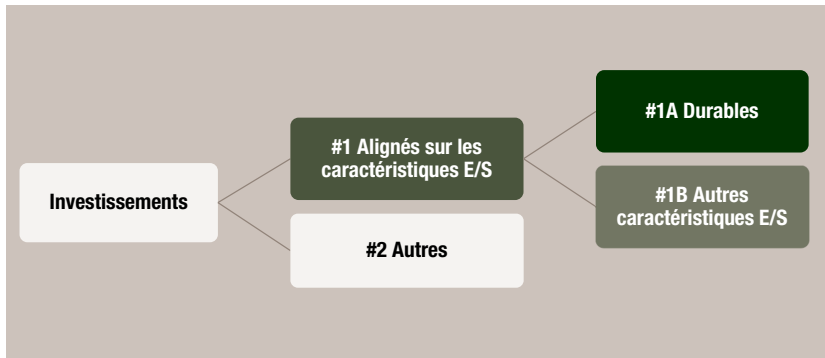 Investissements
#1 Alignés sur les
caractéristiques E/S
#2 Autres
#1A Durables
#1B Autres
caractéristiques E/S